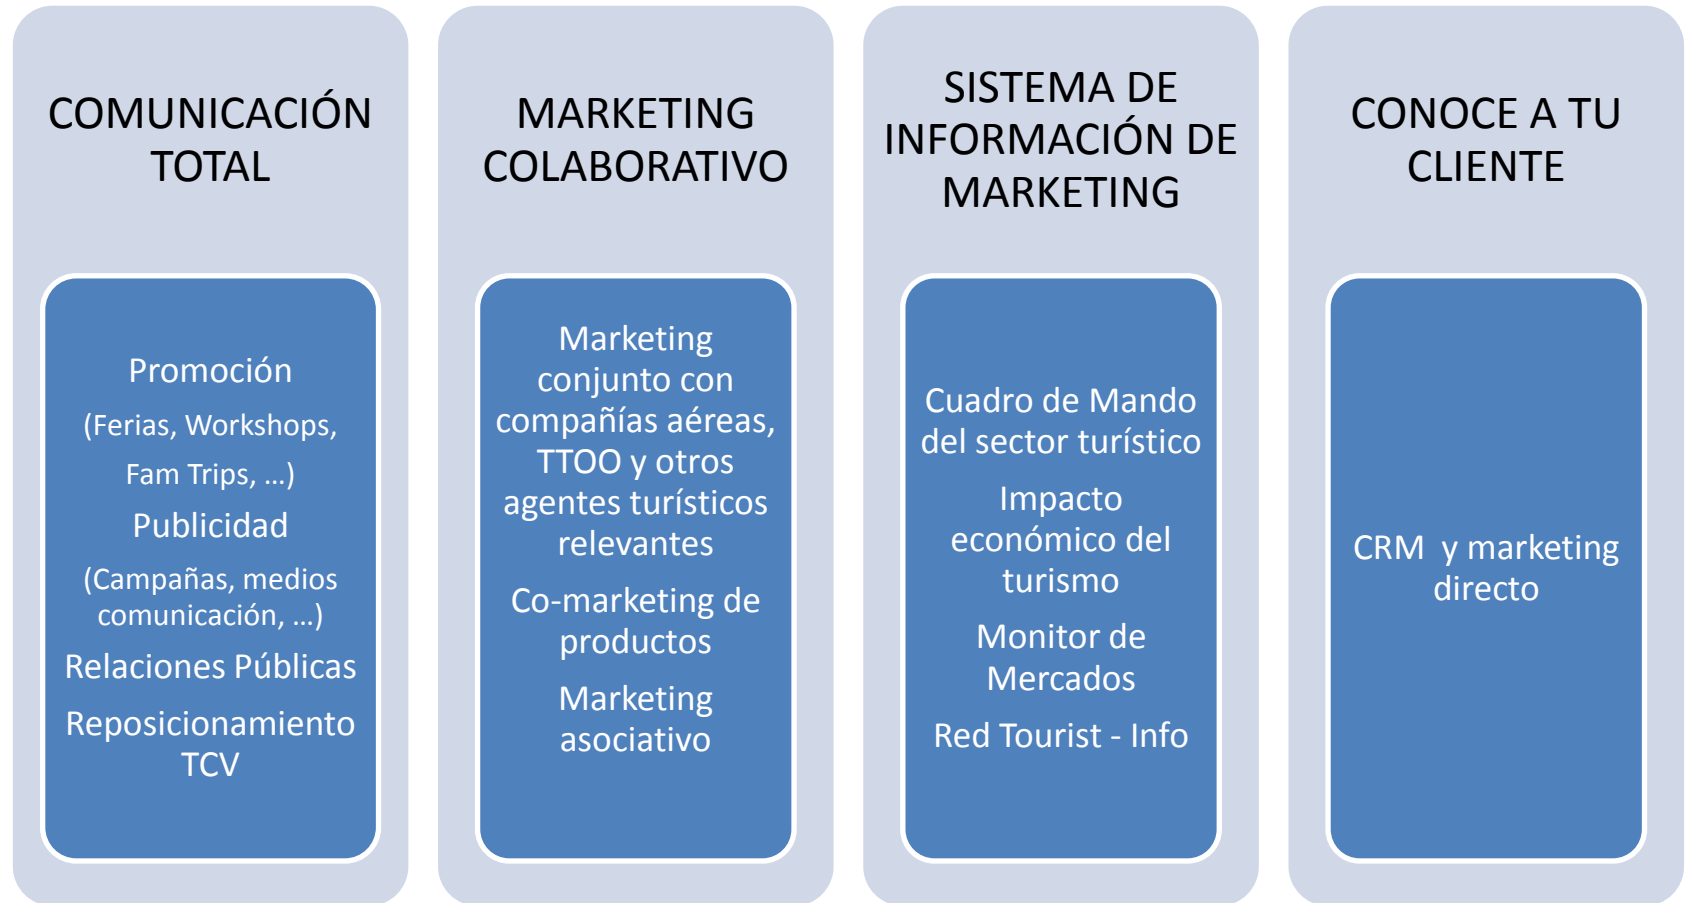 COMUNICACIÓN
TOTAL
Promoción
(Ferias, Workshops,
Fam Trips, ...)
Publicidad
(Campañas, medios
comunicación, ...)
Relaciones Públicas
Reposicionamiento
TCV
MARKETING
COLABORATIVO
Marketing
conjunto con
compañías aéreas,
TTOO y otros
agentes turísticos
relevantes
Co-marketing de
productos
Marketing
asociativo
SISTEMA DE
INFORMACIÓN DE
MARKETING
Cuadro de Mando
del sector turístico
Impacto
económico del
turismo
Monitor de
Mercados
Red Tourist - Info
CONOCE A TU
CLIENTE
CRM y marketing
directo